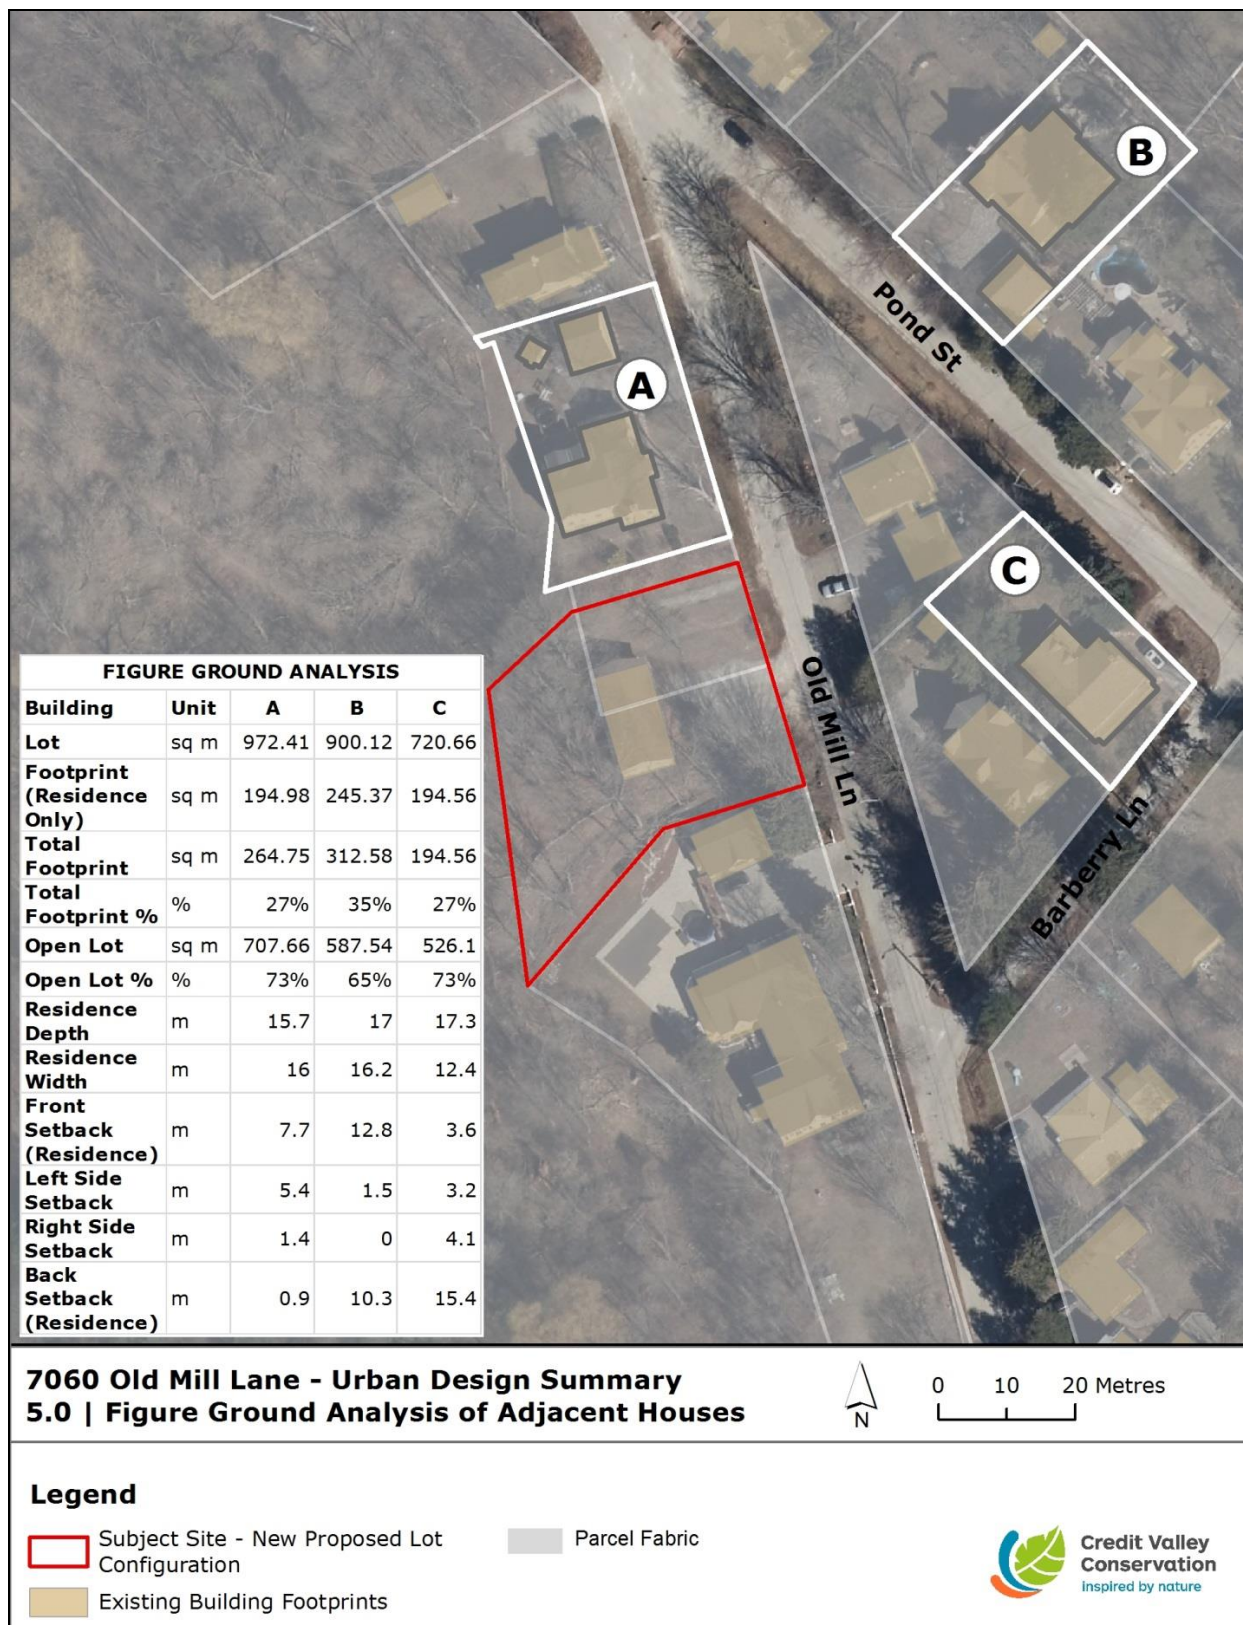 B
Pond St
A
C
Old Mill Ln
Barberry Ln
FIGURE GROUND ANALYSIS
Building Unit A B C
Lot sq m 972.41 900.12 720.66
Footprint
(Residence sq m 194.98 245.37 194.56
Only)
Total
Footprint sq m 264.75 312.58 194.56
Total
Footprint % % 27% 35% 27%
Open Lot sq m 707.66 587.54 526.1
Open Lot % % 73% 65% 73%
Residence
Depth m 15.7 17 17.3
Residence
Width m 16 16.2 12.4
Front
Setback m 7.7 12.8 3.6
(Residence)
Left Side
Setback m 5.4 1.5 3.2
Right Side
Setback m 1.4 0 4.1
Back
Setback m 0.9 10.3 15.4
(Residence)
7060 Old Mill Lane - Urban Design Summary
5.0 | Figure Ground Analysis of Adjacent Houses
N
0 10 20 Metres
Legend
Subject Site - New Proposed Lot
Configuration
Existing Building Footprints
Parcel Fabric
Credit Valley
Conservation
inspired by nature